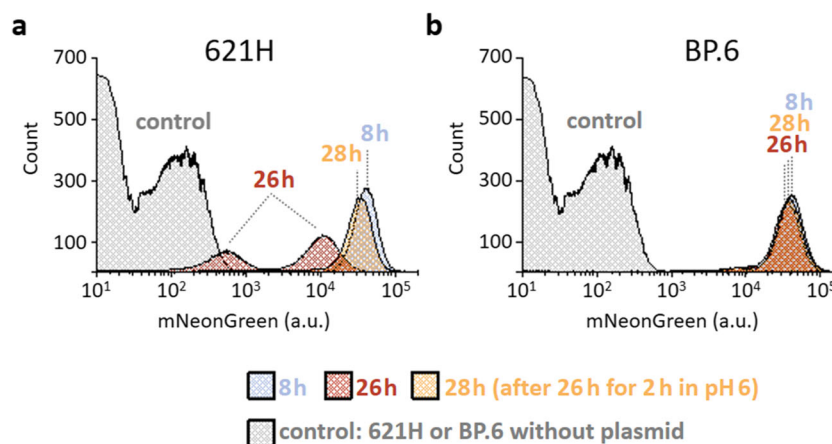 a
621H
700
500
300
100
Count
control
26h
28h
8h
10¹ 10² 10³ 10⁴ 10⁵
mNeonGreen (a.u.)
b
BP.6
700
500
300
100
Count
control
8h
28h
26h
10¹ 10² 10³ 10⁴ 10⁵
mNeonGreen (a.u.)
8h 26h 28h (after 26h for 2h in pH 6)
control: 621H or BP.6 without plasmid